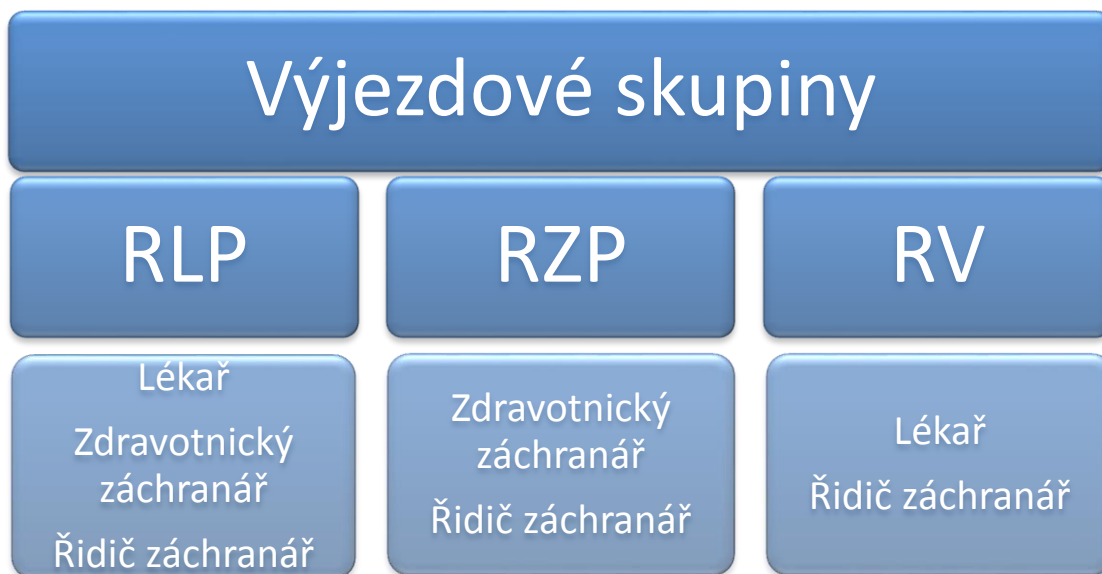 Výjezdové skupiny
RLP
RZP
RV
Lékař
Zdravotnický
záchranář
Řidič záchranář
Zdravotnický
záchranář
Řidič záchranář
Lékař
Řidič záchranář